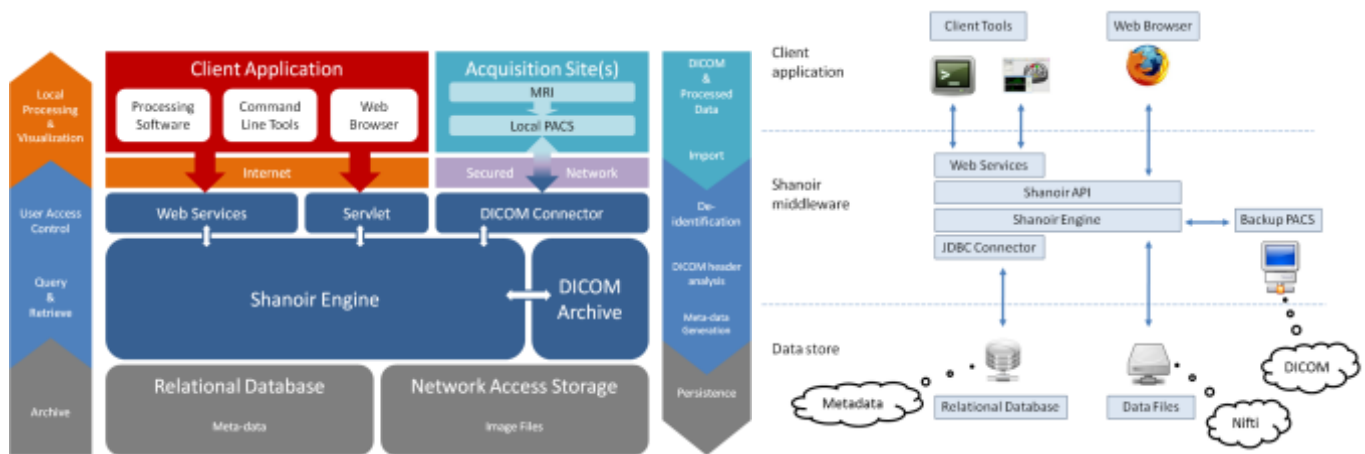 Local
Processing
&
Visualization
User Access
Control
Query
&
Retrieve
Archive
Client Application
Processing
Software
Command
Line Tools
Web
Browser
Acquisition Site(s)
MRI
Local PACS
Internet
Secured Network
Web Services
Servlet
DICOM Connector
Shanoir Engine
DICOM
Archive
Relational Database
Meta-data
Network Access Storage
Image Files
DICOM
&
Processed
Data
Import
De-
identification
DICOM header
analysis
Meta-data
Generation
Persistence
Client
application
Client Tools
Web Browser
Shanoir
middleware
Web Services
Shanoir API
Shanoir Engine
JDBC Connector
Backup PACS
DICOM
Data store
Metadata
Relational Database
Data Files
Nifti